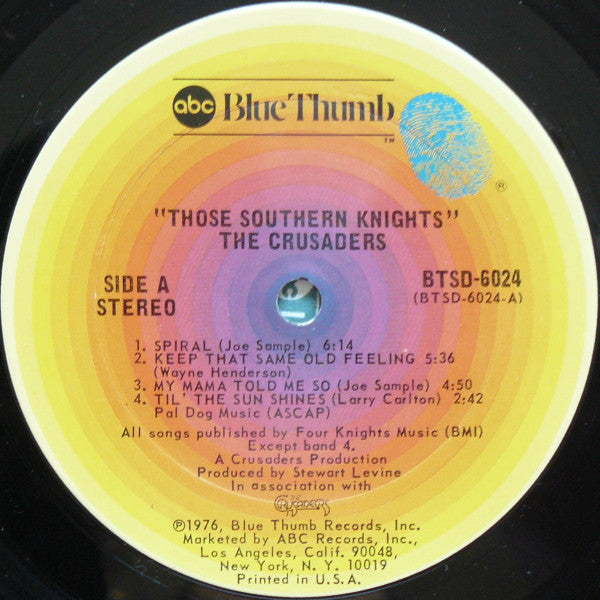 abc Blue Thumb
TM
®
"THOSE SOUTHERN KNIGHTS"
THE CRUSADERS
SIDE A
STEREO
BTSD-6024
(BTSD-6024-A)
1. SPIRAL (Joe Sample) 6:14
2. KEEP THAT SAME OLD FEELING 5:36
(Wayne Henderson)
3. MY MAMA TOLD ME SO (Joe Sample) 4:50
4. TIL' THE SUN SHINES (Larry Carlton) 2:42
Pal Dog Music (ASCAP)
All songs published by Four Knights Music (BMI)
Except band 4.
A Crusaders Production
Produced by Stewart Levine
In association with
the
CRUSADERS
℗1976, Blue Thumb Records, Inc.
Marketed by ABC Records, Inc.,
Los Angeles, Calif. 90048,
New York, N. Y. 10019
Printed in U.S.A.